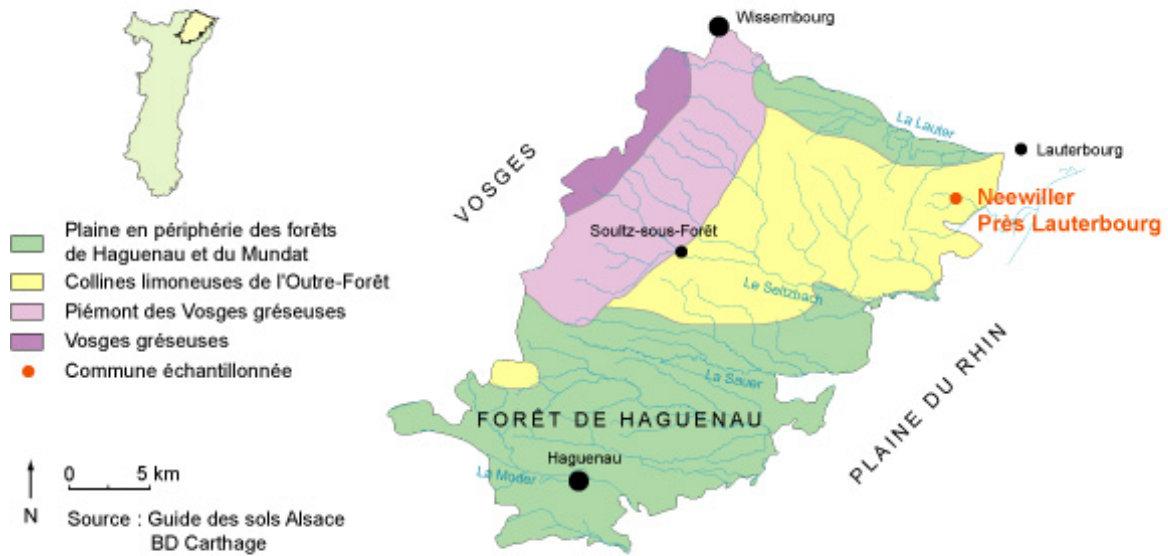 Wissembourg
La Lauter
Lauterbourg
VOSGES
Neewiller
Près Lauterbourg
Plaine en périphérie des forêts
de Haguenau et du Mundat
Soultz-sous-Forêt
Collines limoneuses de l'Outre-Forêt
Le Seltzbach
Piémont des Vosges gréseuses
Vosges gréseuses
Commune échantillonnée
La Sauer
PLAINE DU RHIN
FORÊT DE HAGUENAU
Haguenau
La Moder
0 5 km
N
Source : Guide des sols Alsace
BD Carthage